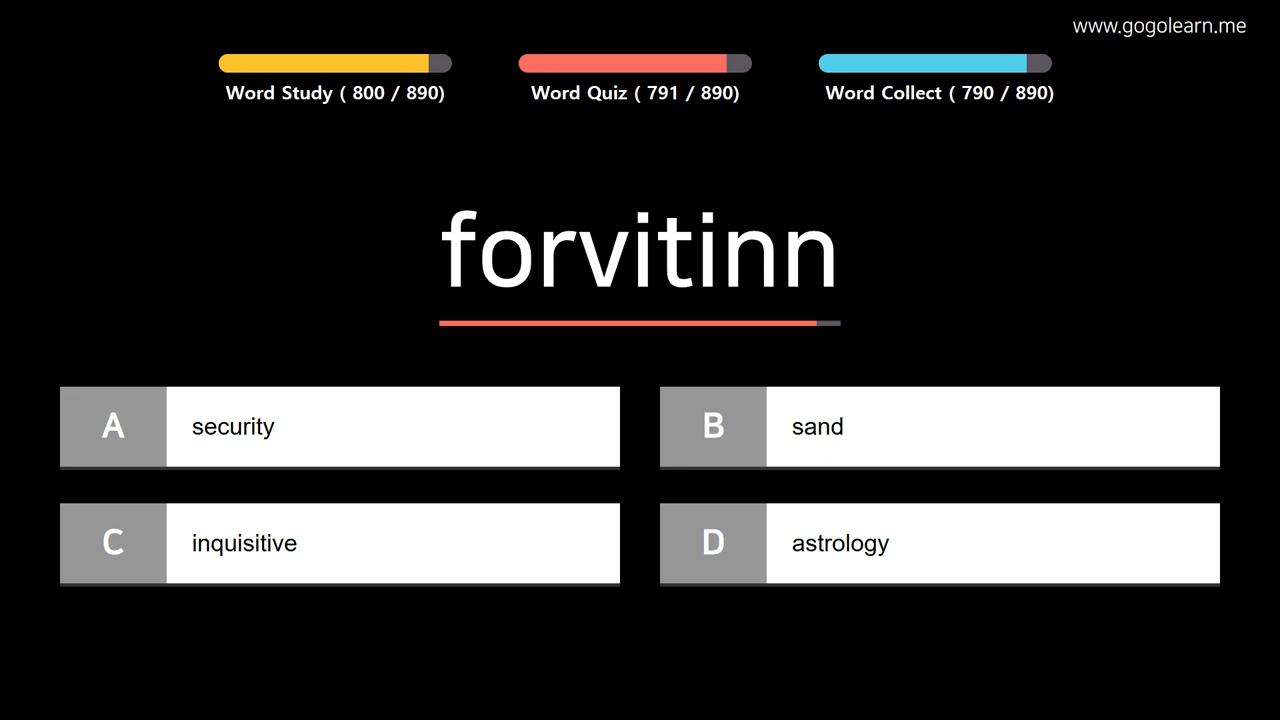 www.gogolearn.me
Word Study ( 800 / 890)
Word Quiz ( 791 / 890)
Word Collect ( 790 / 890)
forvitinn
A security
B sand
C inquisitive
D astrology